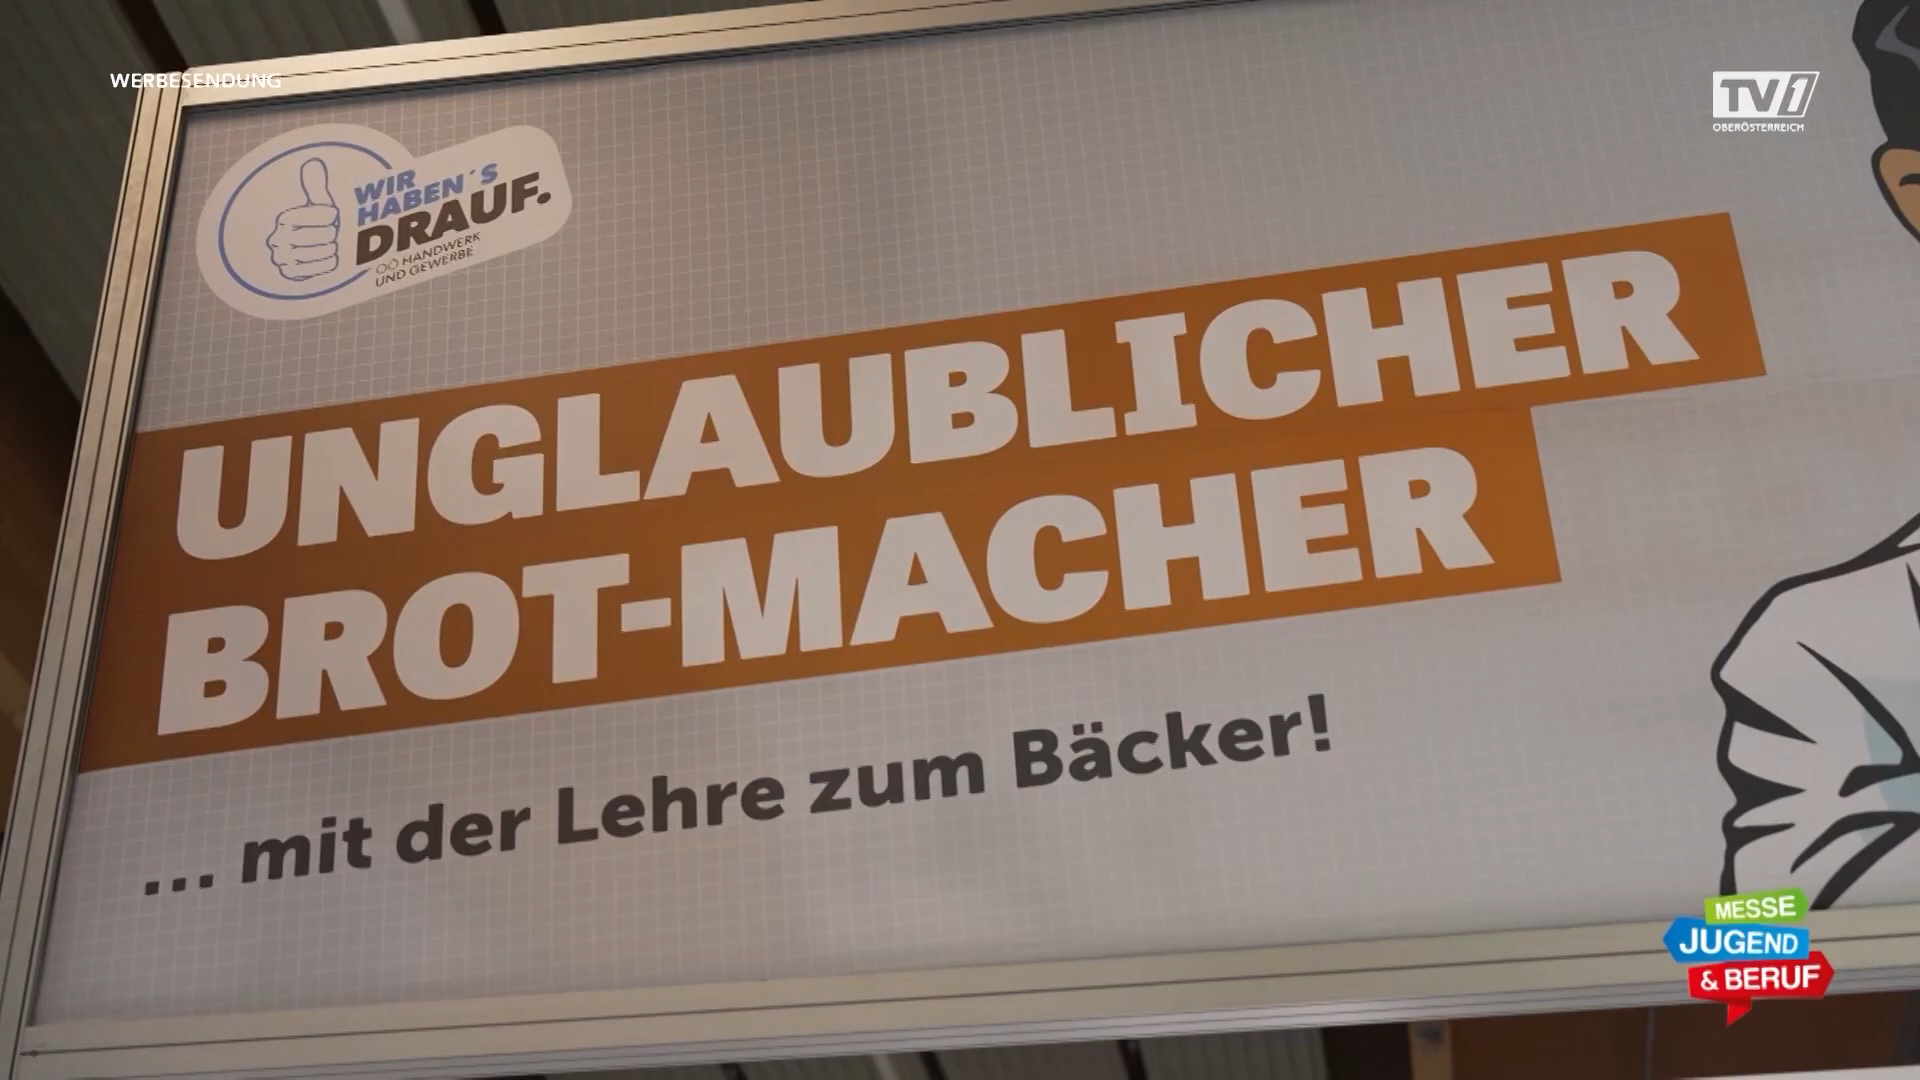 WERBESENDUNG
TV1
OBERÖSTERREICH
WIR
HABEN´S
DRAUF.
OÖ HANDWERK
UND GEWERBE
UNGLAUBLICHER
BROT-MACHER
... mit der Lehre zum Bäcker!
MESSE
JUGEND
& BERUF